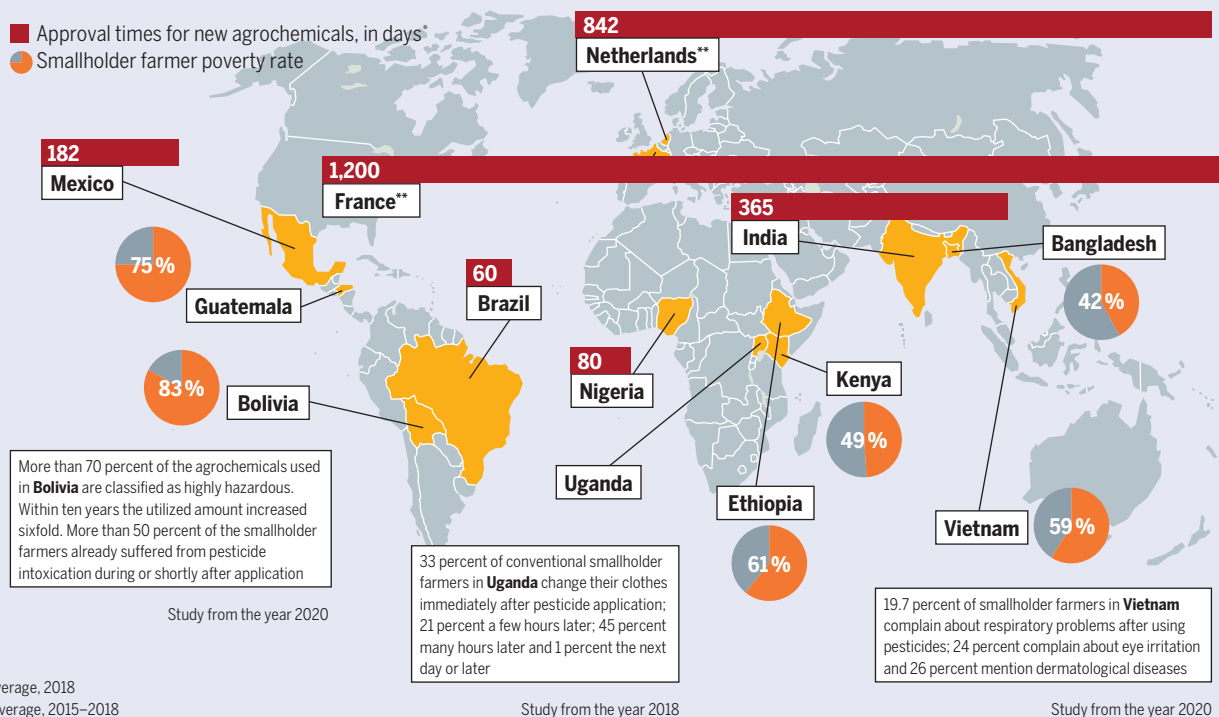 Approval times for new agrochemicals, in days*
Smallholder farmer poverty rate
842
Netherlands**
182
Mexico
1,200
France**
365
India
Bangladesh
42 %
75 %
Guatemala
60
Brazil
80
Nigeria
Kenya
49 %
83 %
Bolivia
Uganda
Ethiopia
61 %
Vietnam
59 %
More than 70 percent of the agrochemicals used
in Bolivia are classified as highly hazardous.
Within ten years the utilized amount increased
sixfold. More than 50 percent of the smallholder
farmers already suffered from pesticide
intoxication during or shortly after application
Study from the year 2020
33 percent of conventional smallholder
farmers in Uganda change their clothes
immediately after pesticide application;
21 percent a few hours later; 45 percent
many hours later and 1 percent the next
day or later
Study from the year 2018
19.7 percent of smallholder farmers in Vietnam
complain about respiratory problems after using
pesticides; 24 percent complain about eye irritation
and 26 percent mention dermatological diseases
Study from the year 2020
verage, 2018
verage, 2015–2018